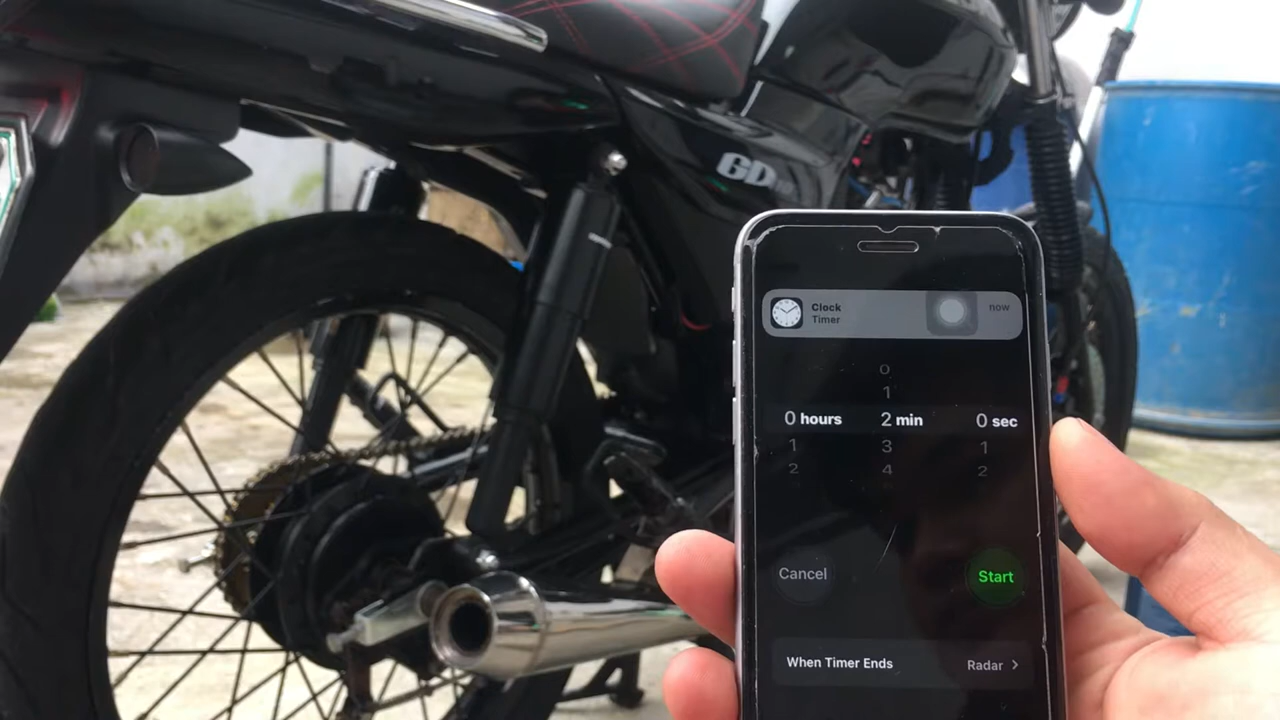 GD
Clock
Timer
now
0
1
0 hours 2 min 0 sec
1 3 1
2 4 2
Cancel
Start
When Timer Ends Radar